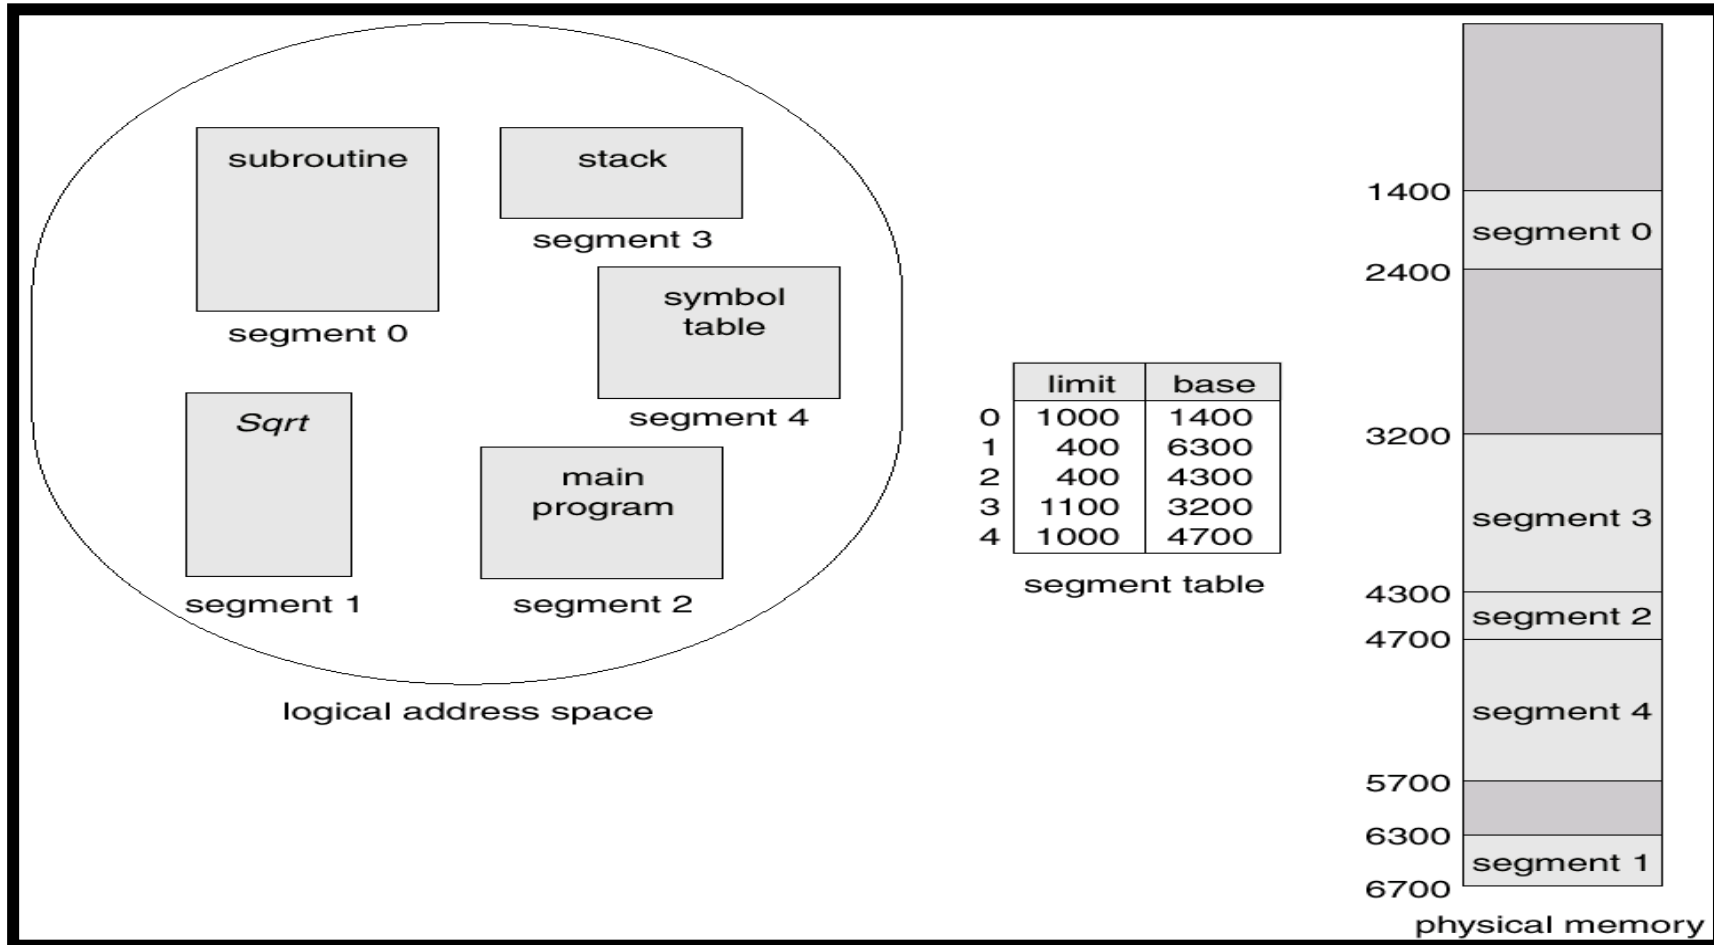 subroutine
segment 0
stack
segment 3
symbol
table
segment 4
Sqrt
segment 1
main
program
segment 2
logical address space
limit base
0 1000 1400
1 400 6300
2 400 4300
3 1100 3200
4 1000 4700
segment table
1400
segment 0
2400
3200
segment 3
4300
segment 2
4700
segment 4
5700
6300
segment 1
6700
physical memory